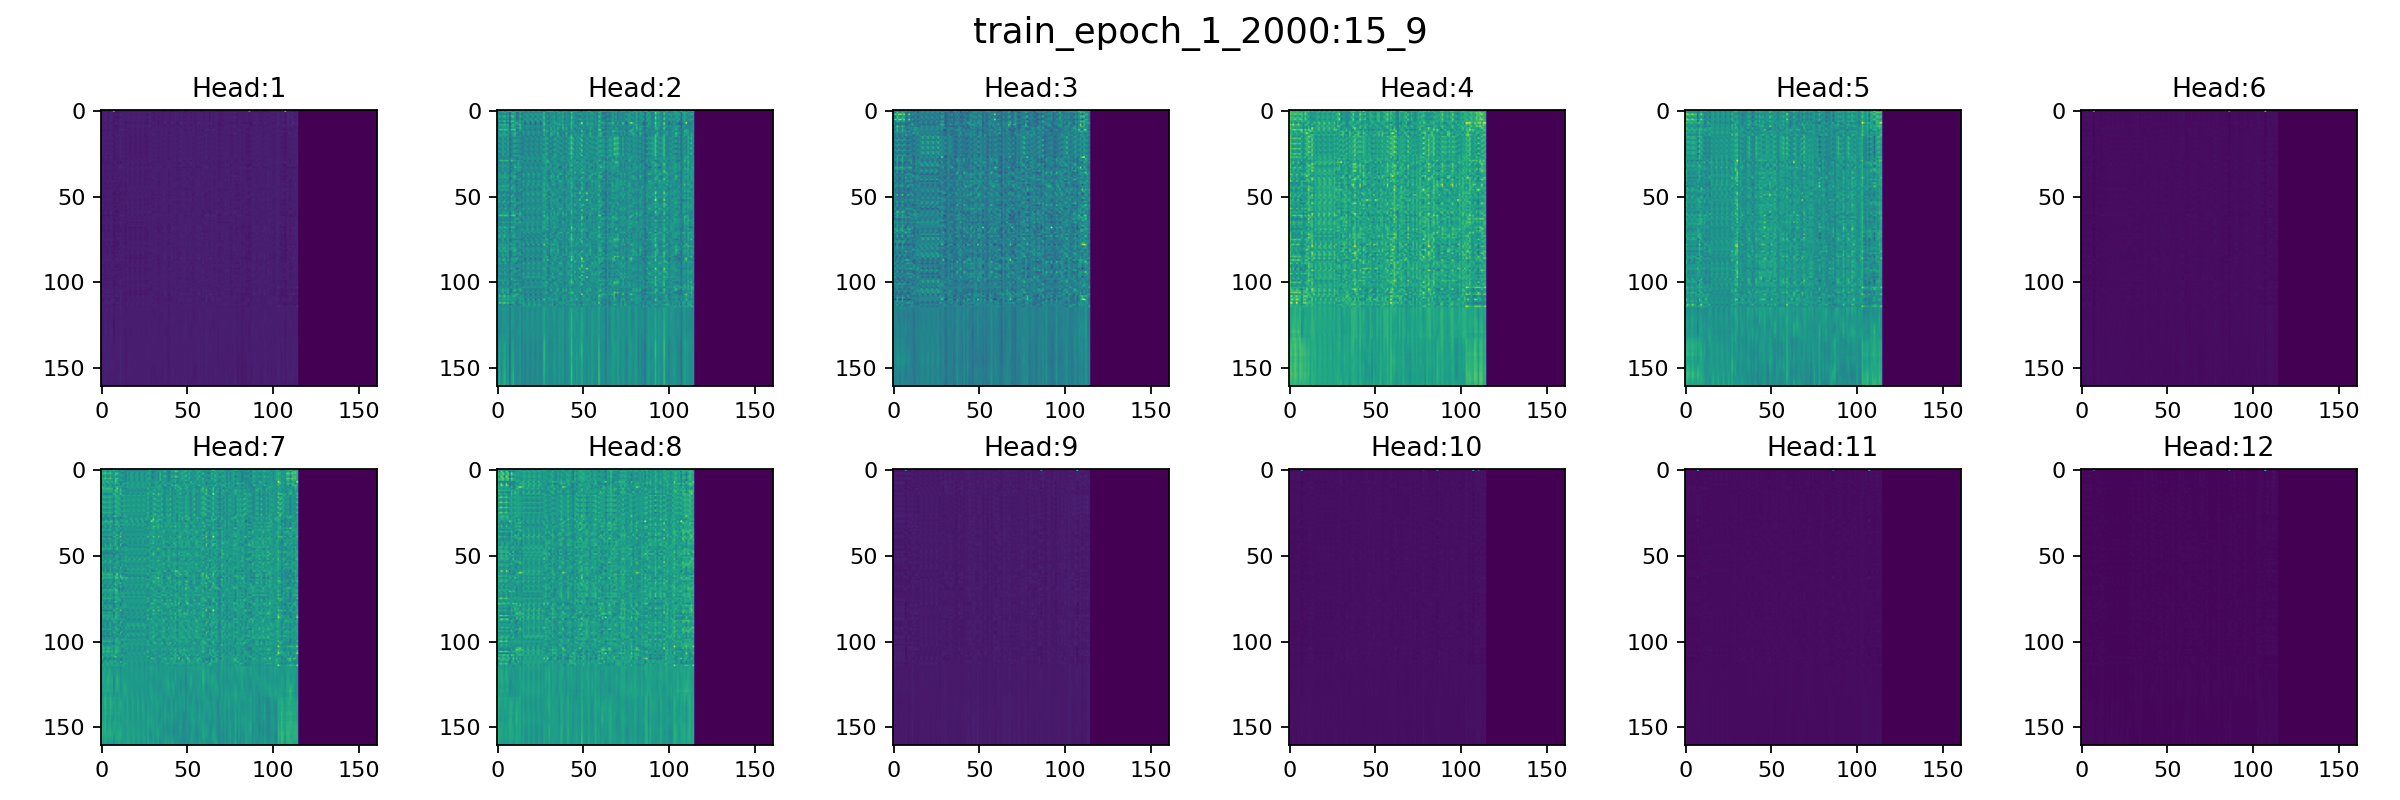 train_epoch_1_2000:15_9
Head:1 Head:2 Head:3 Head:4 Head:5 Head:6
0 0 0 0 0 0
50 50 50 50 50 50
100 100 100 100 100 100
150 150 150 150 150 150
0 50 100 150 0 50 100 150 0 50 100 150 0 50 100 150 0 50 100 150 0 50 100 150
Head:7 Head:8 Head:9 Head:10 Head:11 Head:12
0 0 0 0 0 0
50 50 50 50 50 50
100 100 100 100 100 100
150 150 150 150 150 150
0 50 100 150 0 50 100 150 0 50 100 150 0 50 100 150 0 50 100 150 0 50 100 150